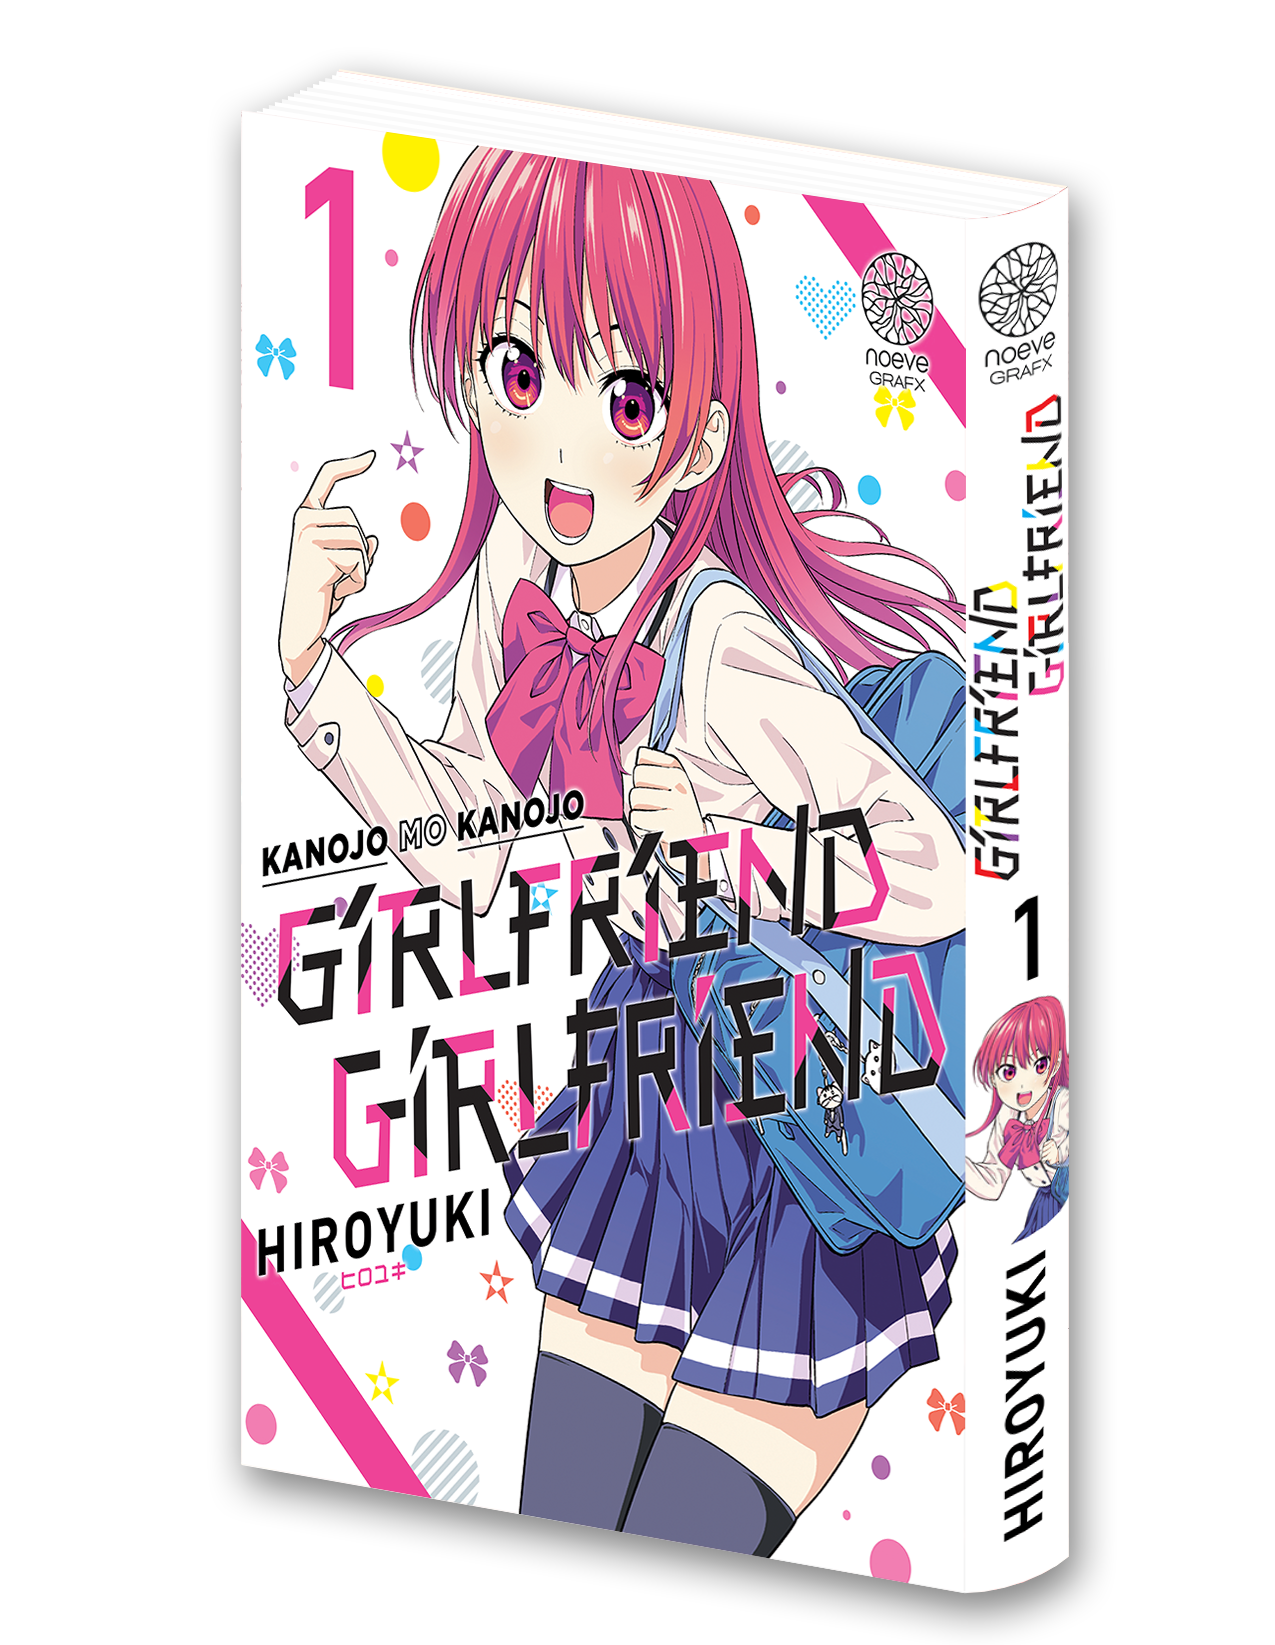 1
noeve
GRAFX
KANOJO MO KANOJO
GIRLFRIEND
GIRLFRIEND
HIROYUKI
ヒロユキ
noeve
GRAFX
GIRLFRIEND
GIRLFRIEND
1
HIROYUKI